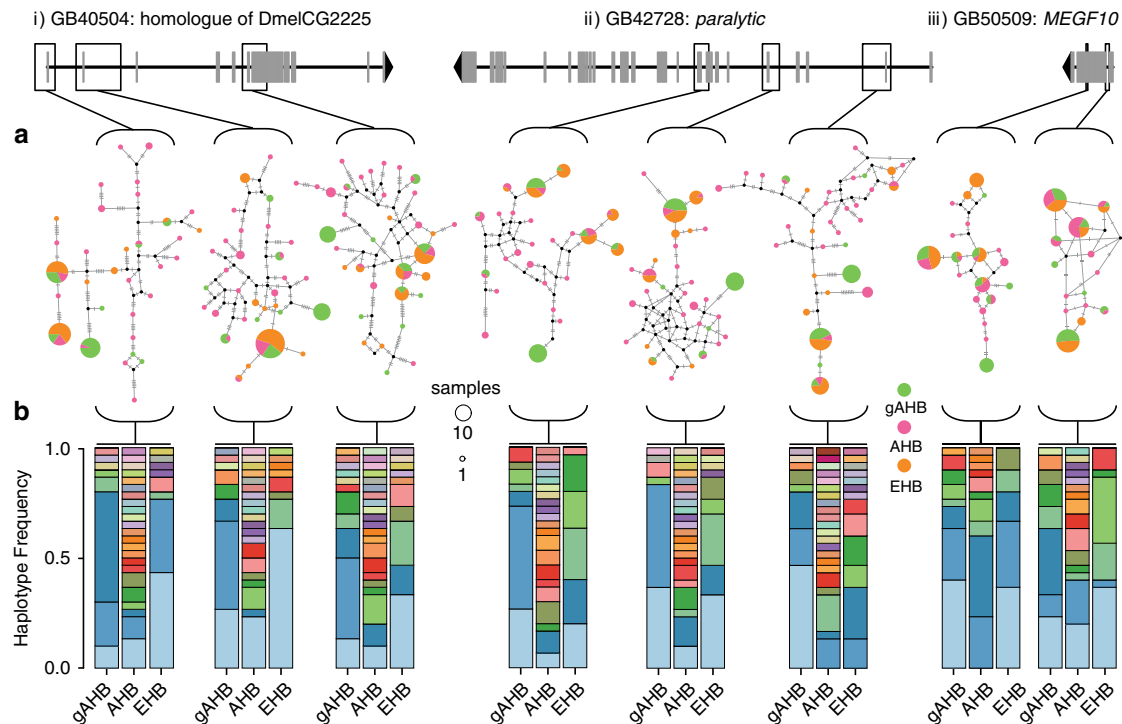 i) GB40504: homologue of DmelCG2225
ii) GB42728: paralytic
iii) GB50509: MEGF10
a
samples
10
1
gAHB
AHB
EHB
b
Haplotype Frequency
1.0
0.5
0.0
gAHB AHB EHB
gAHB AHB EHB
gAHB AHB EHB
gAHB AHB EHB
gAHB AHB EHB
gAHB AHB EHB
gAHB AHB EHB
gAHB AHB EHB